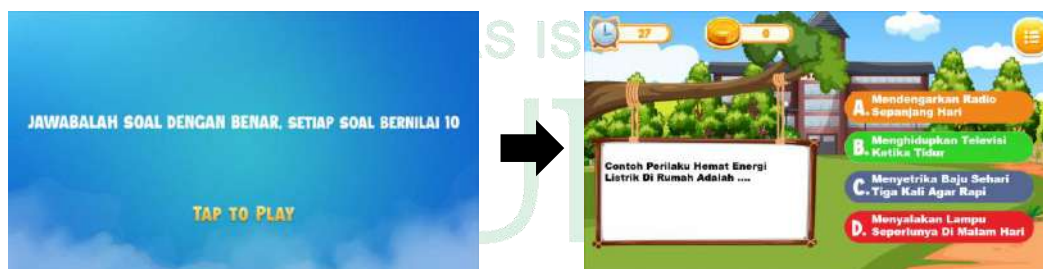 JAWABALAH SOAL DENGAN BENAR, SETIAP SOAL BERNILAI 10
TAP TO PLAY
S IS
27
0
Contoh Perilaku Hemat Energi
Listrik Di Rumah Adalah ....
A. Mendengarkan Radio
Sepanjang Hari
B. Menghidupkan Televisi
Ketika Tidur
C. Menyetrika Baju Sehari
Tiga Kali Agar Rapi
D. Menyalakan Lampu
Seperlunya Di Malam Hari